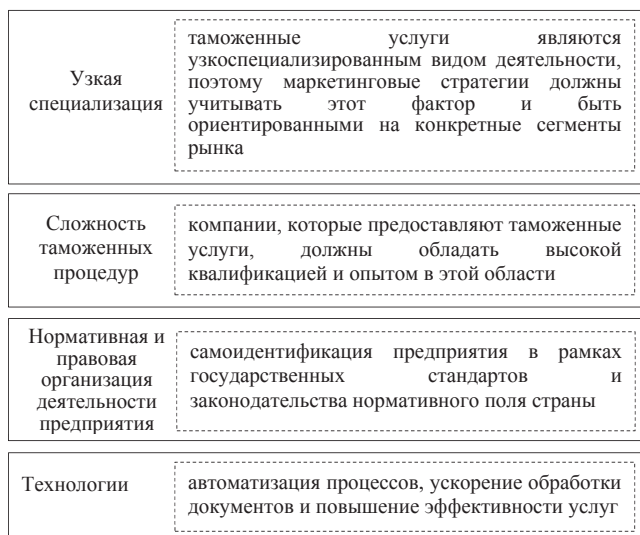 Узкая
специализация
таможенные услуги являются
узкоспециализированным видом деятельности,
поэтому маркетинговые стратегии должны
учитывать этот фактор и быть
ориентированными на конкретные сегменты
рынка
Сложность
таможенных
процедур
компании, которые предоставляют таможенные
услуги, должны обладать высокой
квалификацией и опытом в этой области
Нормативная и
правовая
организация
деятельности
предприятия
самоидентификация предприятия в рамках
государственных стандартов и
законодательства нормативного поля страны
Технологии
автоматизация процессов, ускорение обработки
документов и повышение эффективности услуг